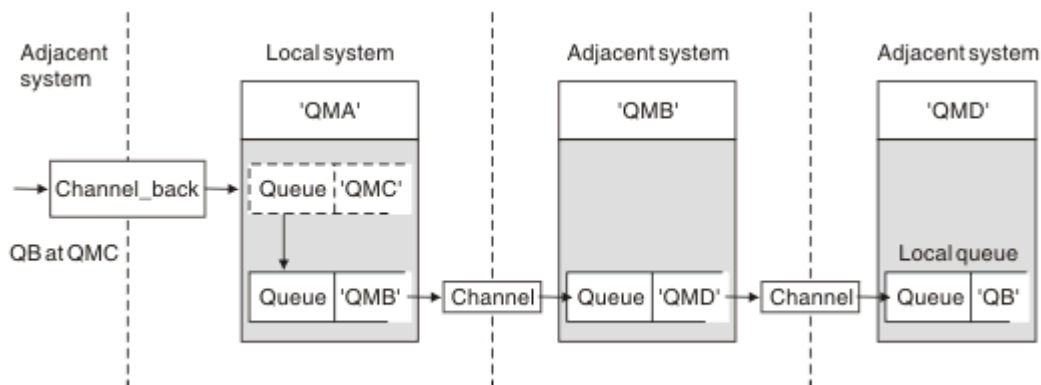 Adjacent
system
Local system
Adjacent system
Adjacent system
'QMA'
'QMB'
'QMD'
Channel_back
Queue 'QMC'
QB at QMC
Local queue
Queue 'QMB'
Channel
Queue 'QMD'
Channel
Queue 'QB'